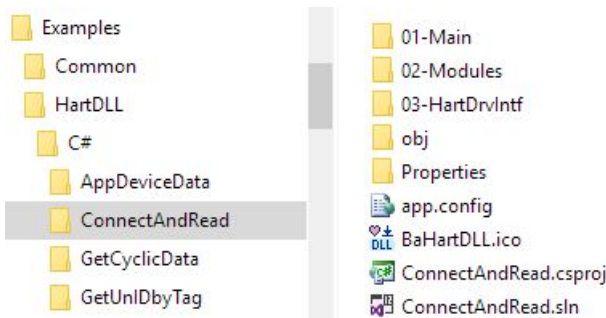 Examples
Common
HartDLL
C#
AppDeviceData
ConnectAndRead
GetCyclicData
GetUnIDbyTag
01-Main
02-Modules
03-HartDrvIntf
obj
Properties
app.config
DLL BaHartDLL.ico
C# ConnectAndRead.csproj
ConnectAndRead.sln